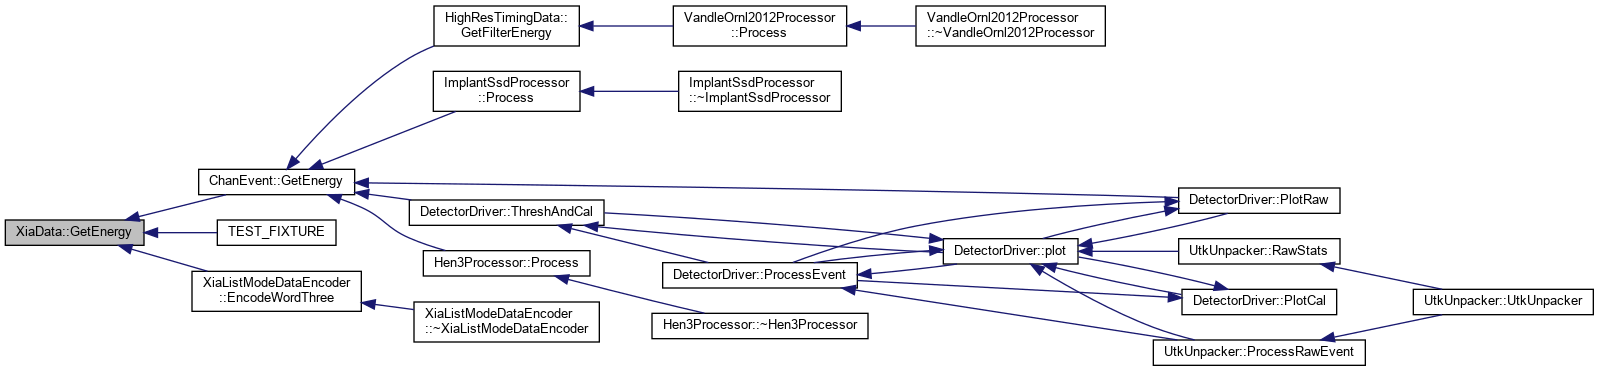 HighResTimingData::
GetFilterEnergy
VandleOrnl2012Processor
::Process
VandleOrnl2012Processor
::~VandleOrnl2012Processor
ImplantSsdProcessor
::Process
ImplantSsdProcessor
::~ImplantSsdProcessor
ChanEvent::GetEnergy
DetectorDriver::PlotRaw
DetectorDriver::ThreshAndCal
XiaData::GetEnergy
TEST_FIXTURE
DetectorDriver::plot
UtkUnpacker::RawStats
Hen3Processor::Process
DetectorDriver::ProcessEvent
XiaListModeDataEncoder
::EncodeWordThree
DetectorDriver::PlotCal
UtkUnpacker::UtkUnpacker
XiaListModeDataEncoder
::~XiaListModeDataEncoder
Hen3Processor::~Hen3Processor
UtkUnpacker::ProcessRawEvent